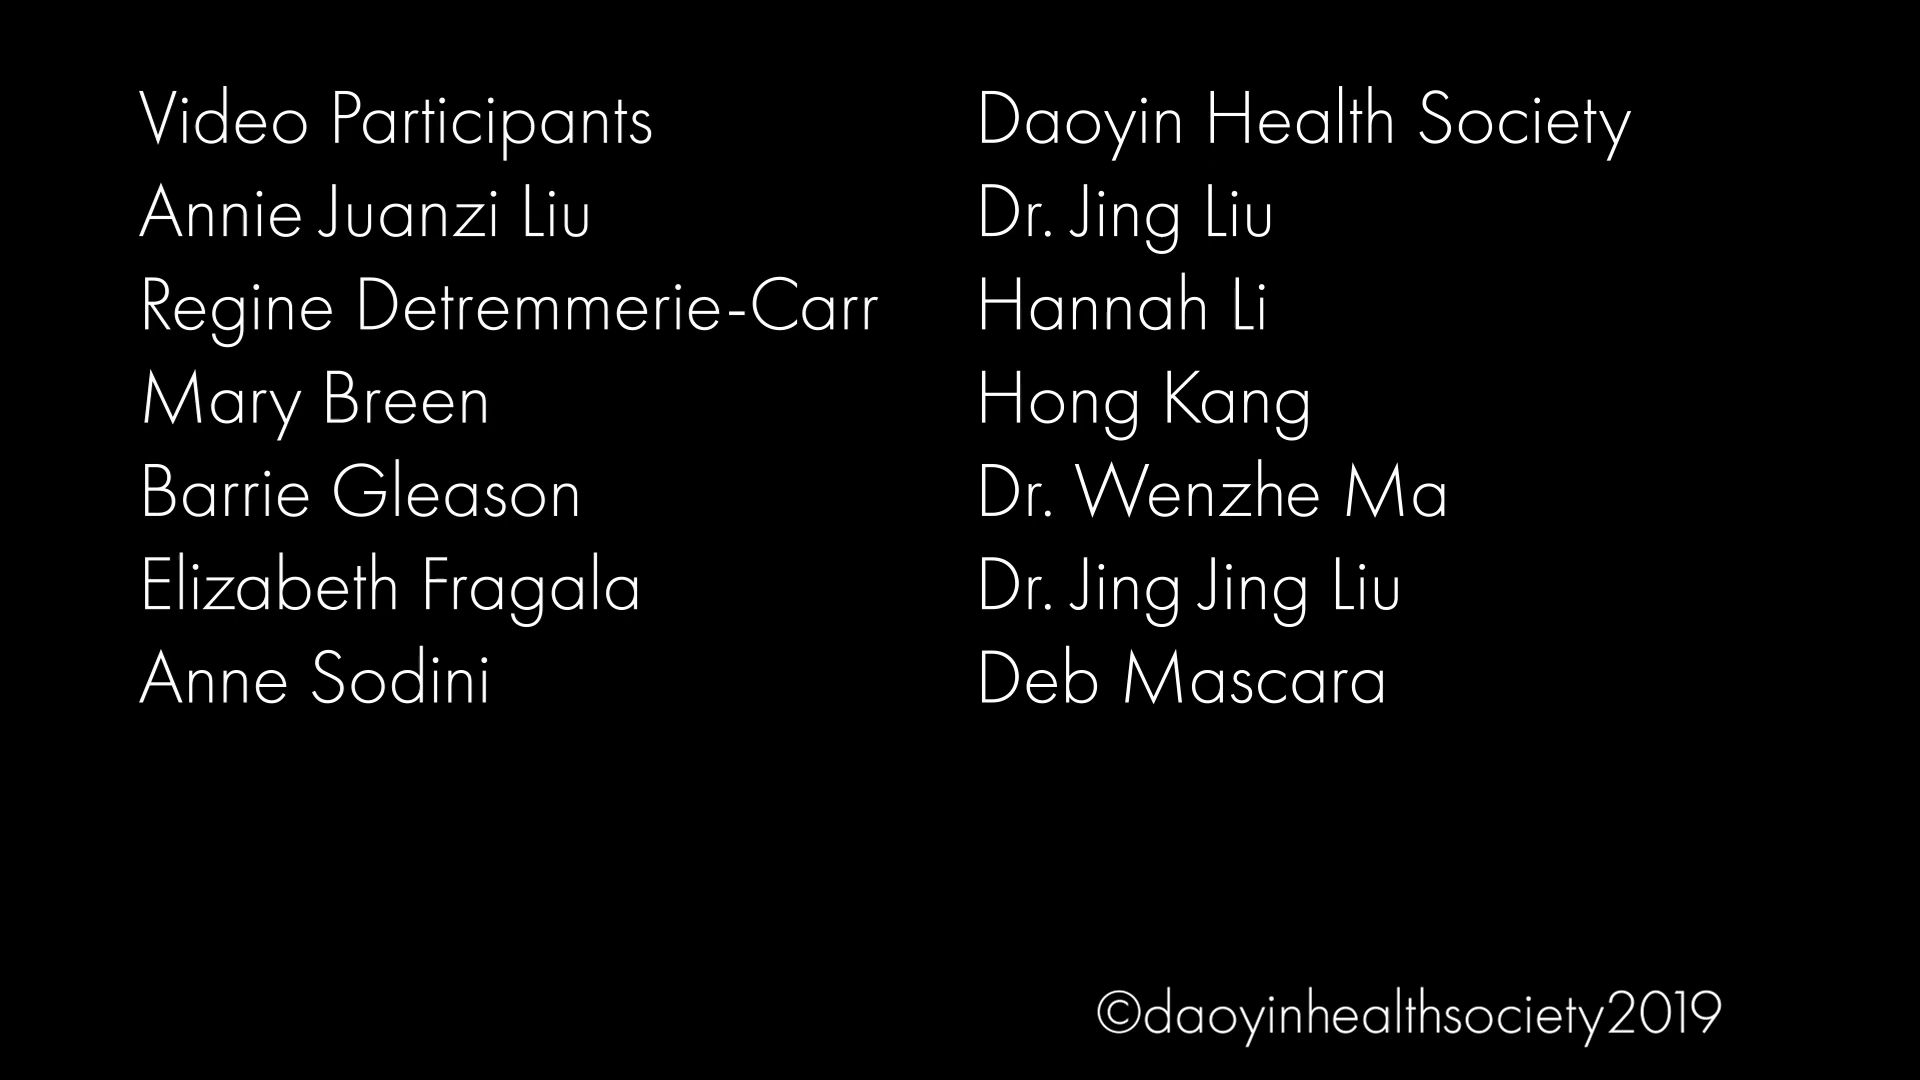 Video Participants
Annie Juanzi Liu
Regine Detremmerie-Carr
Mary Breen
Barrie Gleason
Elizabeth Fragala
Anne Sodini
Daoyin Health Society
Dr. Jing Liu
Hannah Li
Hong Kang
Dr. Wenzhe Ma
Dr. Jing Jing Liu
Deb Mascara
©daoyinhealthsociety2019